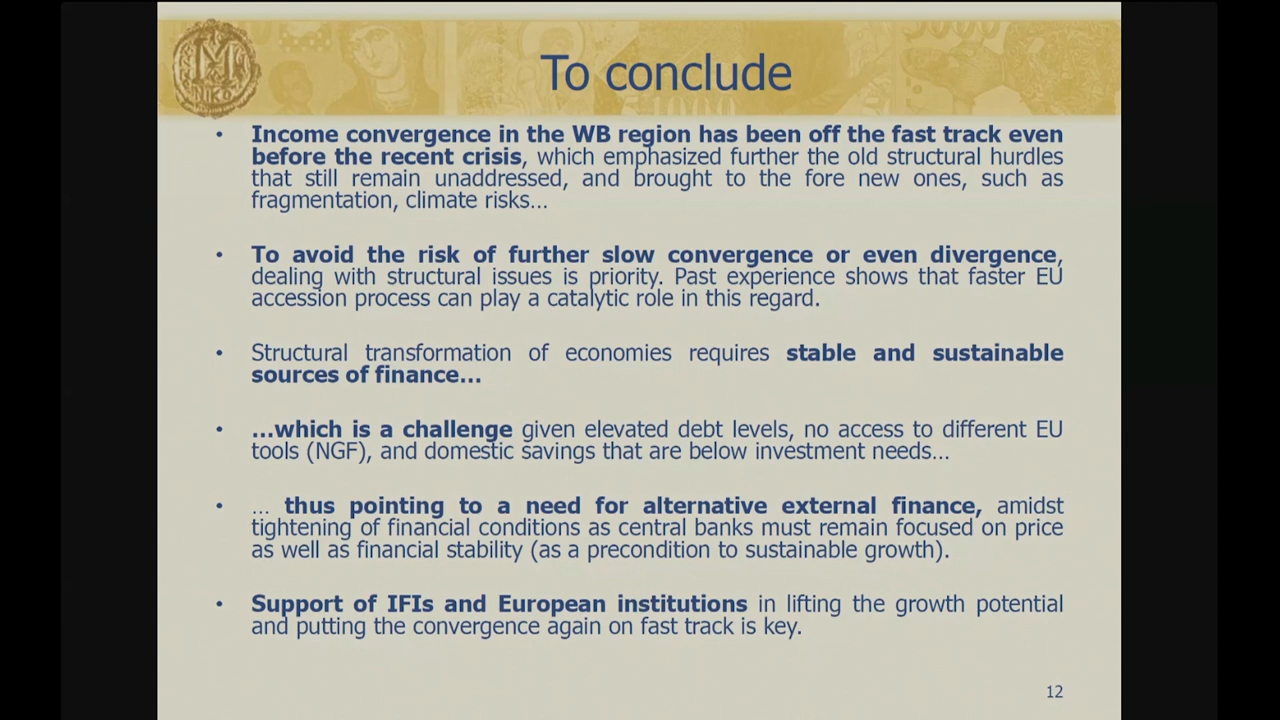 To conclude
• Income convergence in the WB region has been off the fast track even
before the recent crisis, which emphasized further the old structural hurdles
that still remain unaddressed, and brought to the fore new ones, such as
fragmentation, climate risks…
• To avoid the risk of further slow convergence or even divergence,
dealing with structural issues is priority. Past experience shows that faster EU
accession process can play a catalytic role in this regard.
• Structural transformation of economies requires stable and sustainable
sources of finance…
• …which is a challenge given elevated debt levels, no access to different EU
tools (NGF), and domestic savings that are below investment needs…
• … thus pointing to a need for alternative external finance, amidst
tightening of financial conditions as central banks must remain focused on price
as well as financial stability (as a precondition to sustainable growth).
• Support of IFIs and European institutions in lifting the growth potential
and putting the convergence again on fast track is key.
12